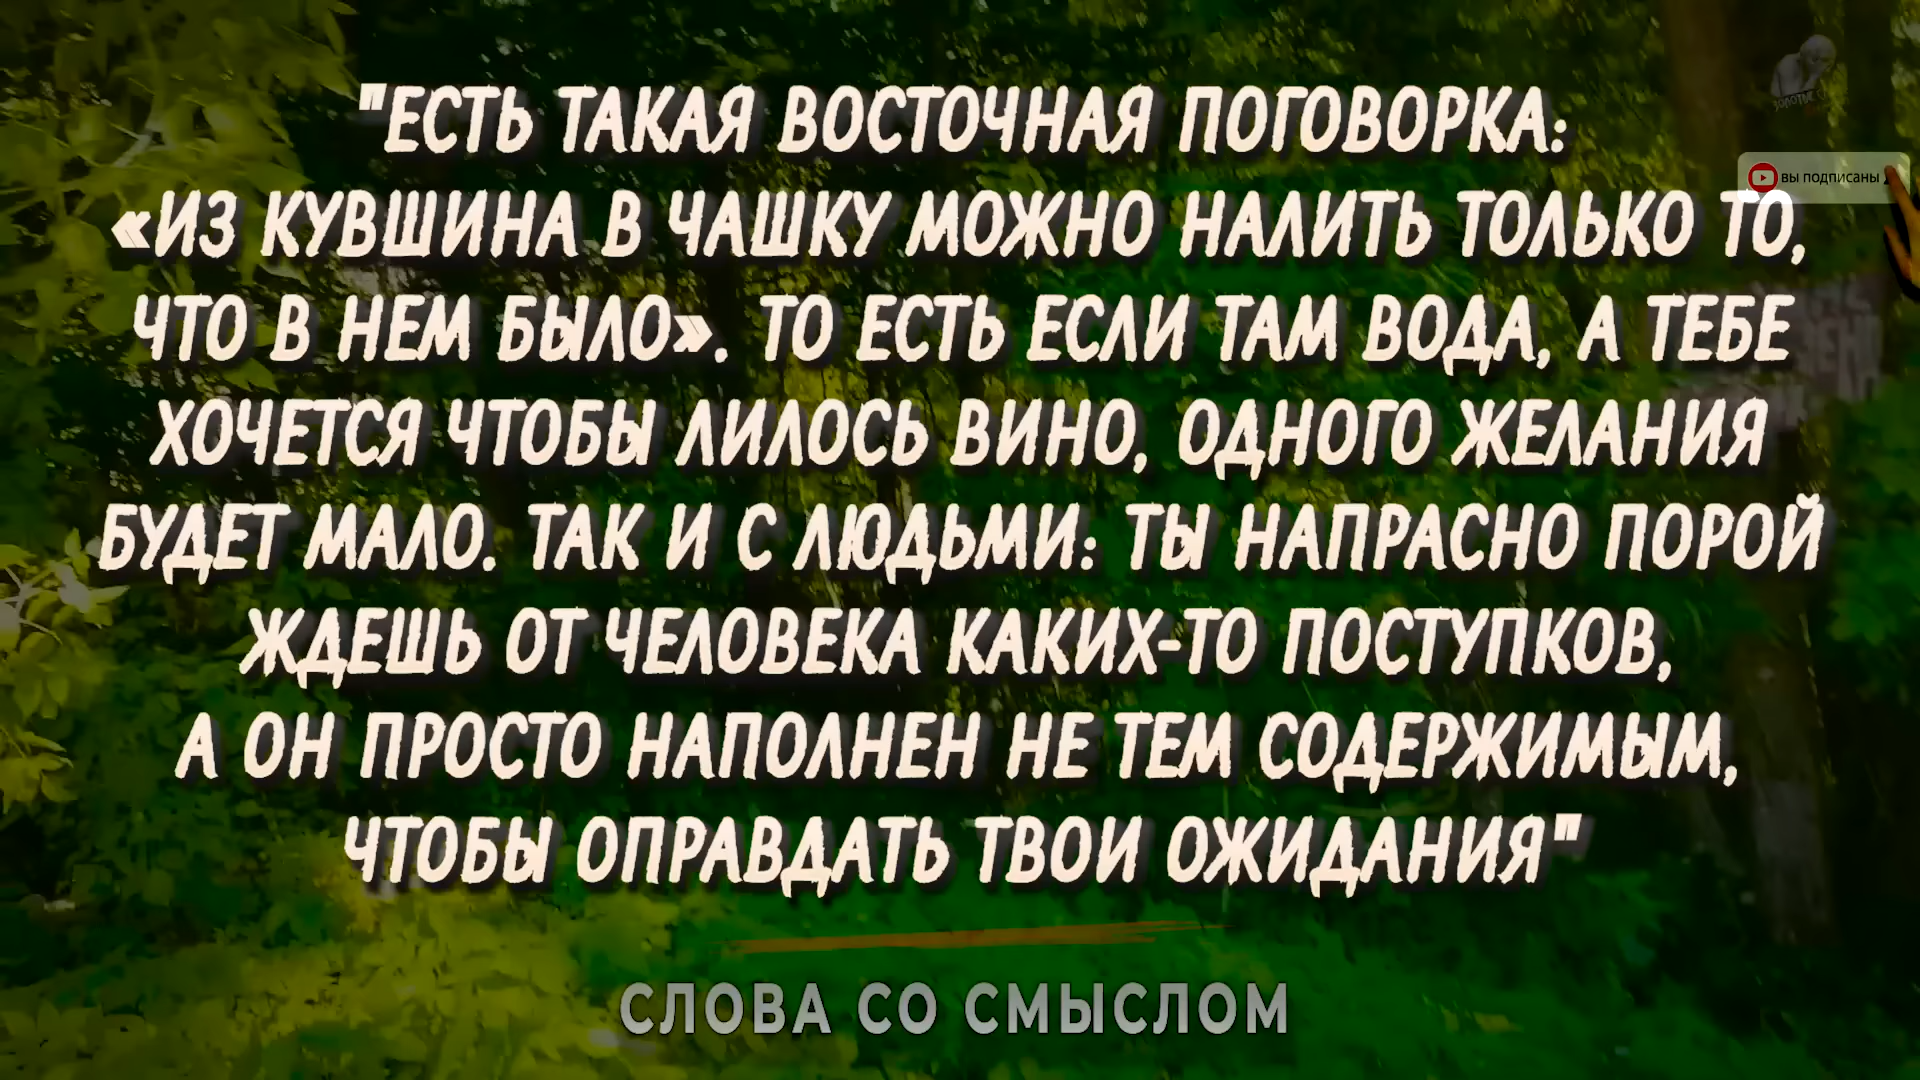 "ЕСТЬ ТАКАЯ ВОСТОЧНАЯ ПОГОВОРКА:
вы подписаны
«ИЗ КУВШИНА В ЧАШКУ МОЖНО НАЛИТЬ ТОЛЬКО ТО,
ЧТО В НЕМ БЫЛО». ТО ЕСТЬ ЕСЛИ ТАМ ВОДА, А ТЕБЕ
ХОЧЕТСЯ ЧТОБЫ ЛИЛОСЬ ВИНО, ОДНОГО ЖЕЛАНИЯ
БУДЕТ МАЛО. ТАК И С ЛЮДЬМИ: ТЫ НАПРАСНО ПОРОЙ
ЖДЕШЬ ОТ ЧЕЛОВЕКА КАКИХ-ТО ПОСТУПКОВ,
А ОН ПРОСТО НАПОЛНЕН НЕ ТЕМ СОДЕРЖИМЫМ,
ЧТОБЫ ОПРАВДАТЬ ТВОИ ОЖИДАНИЯ"
СЛОВА СО СМЫСЛОМ